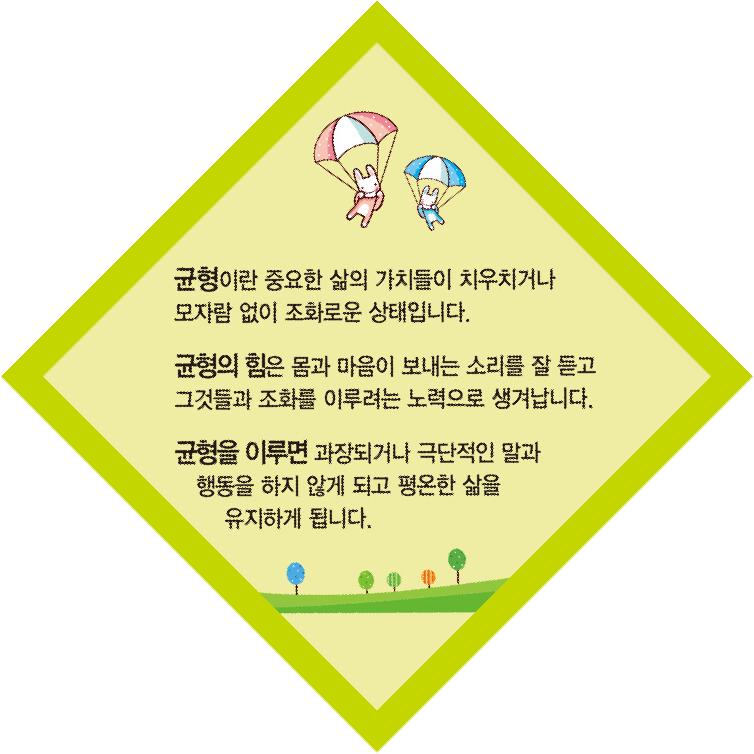 균형이란 중요한 삶의 가치들이 치우치거나
모자람 없이 조화로운 상태입니다.
균형의 힘은 몸과 마음이 보내는 소리를 잘 듣고
그것들과 조화를 이루려는 노력으로 생겨납니다.
균형을 이루면 과장되거나 극단적인 말과
행동을 하지 않게 되고 평온한 삶을
유지하게 됩니다.